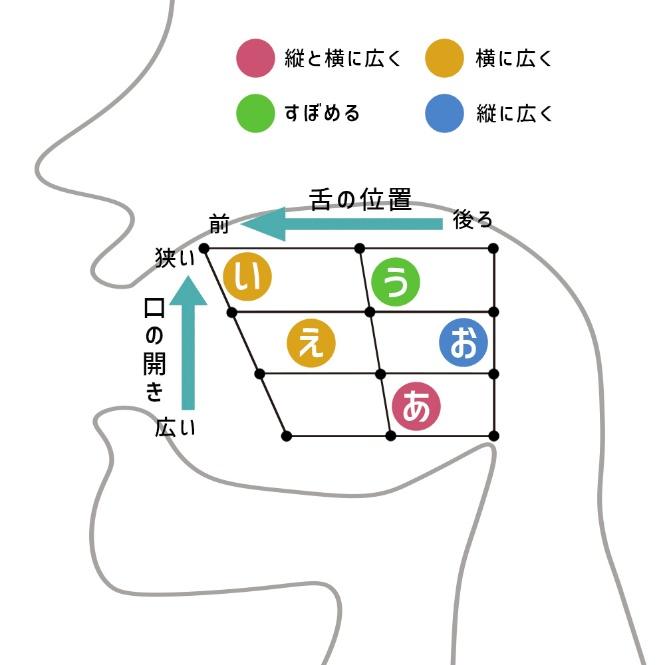 縦と横に広く
横に広く
すぼめる
縦に広く
舌の位置
前
後ろ
狭い
口の開き
広い
い
う
え
お
あ